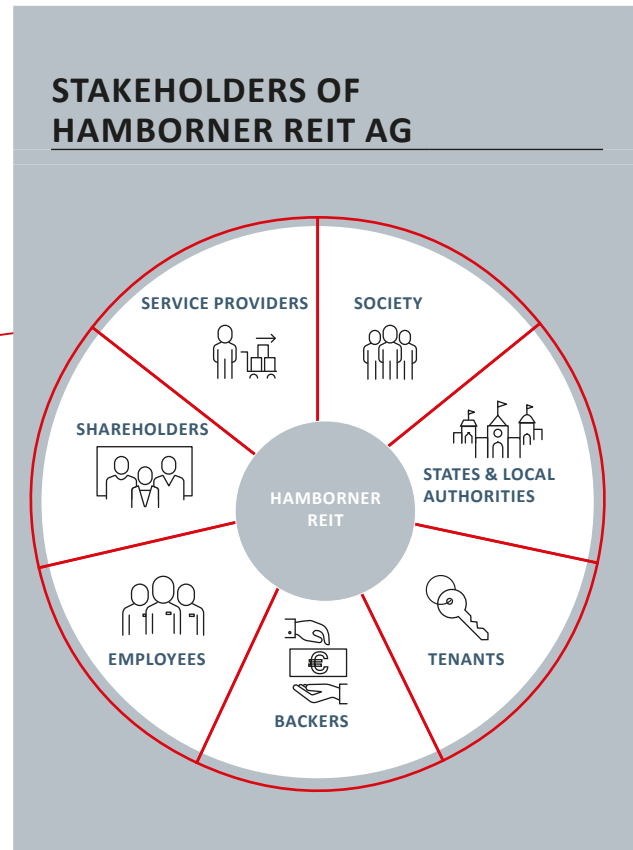 STAKEHOLDERS OF
HAMBORNER REIT AG
SERVICE PROVIDERS
SOCIETY
SHAREHOLDERS
STATES & LOCAL
AUTHORITIES
HAMBORNER
REIT
EMPLOYEES
€
BACKERS
TENANTS